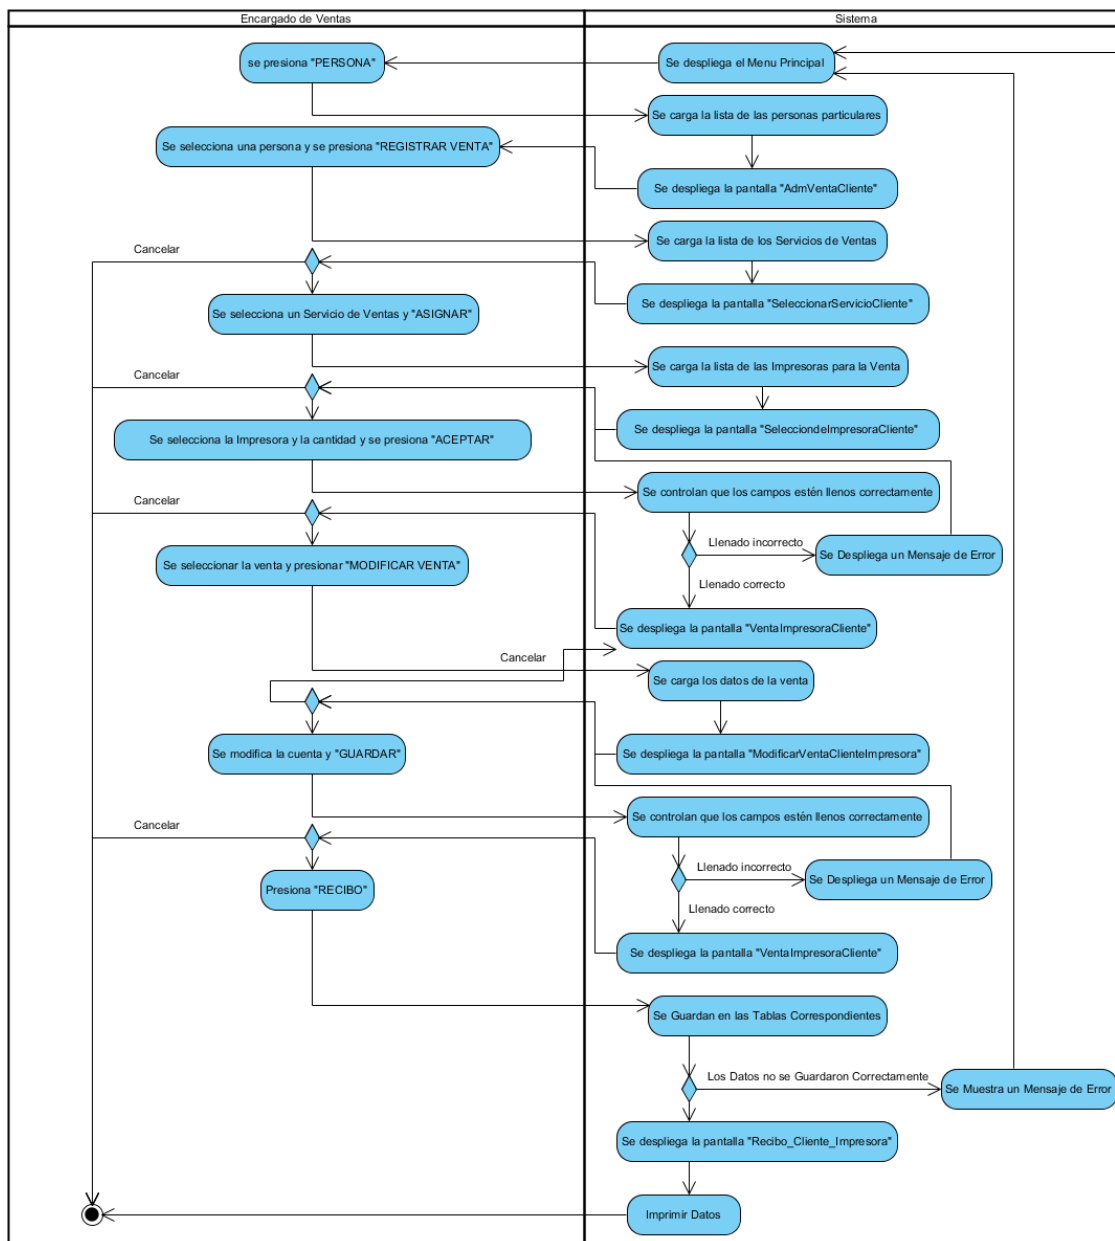 Encargado de Ventas
Sistema
se presiona "PERSONA"
Se despliega el Menu Principal
Se carga la lista de las personas particulares
Se selecciona una persona y se presiona "REGISTRAR VENTA"
Se despliega la pantalla "AdmVentaCliente"
Se carga la lista de los Servicios de Ventas
Cancelar
Se despliega la pantalla "SeleccionarServicioCliente"
Se selecciona un Servicio de Ventas y "ASIGNAR"
Se carga la lista de las Impresoras para la Venta
Cancelar
Se despliega la pantalla "SelecciondeImpresoraCliente"
Se selecciona la Impresora y la cantidad y se presiona "ACEPTAR"
Se controlan que los campos estén llenos correctamente
Cancelar
Llenado incorrecto
Se Despliega un Mensaje de Error
Se seleccionar la venta y presionar "MODIFICAR VENTA"
Llenado correcto
Se despliega la pantalla "VentaImpresoraCliente"
Cancelar
Se carga los datos de la venta
Se modifica la cuenta y "GUARDAR"
Se despliega la pantalla "ModificarVentaClienteImpresora"
Se controlan que los campos estén llenos correctamente
Cancelar
Llenado incorrecto
Se Despliega un Mensaje de Error
Presiona "RECIBO"
Llenado correcto
Se despliega la pantalla "VentaImpresoraCliente"
Se Guardan en las Tablas Correspondientes
Los Datos no se Guardaron Correctamente
Se Muestra un Mensaje de Error
Se despliega la pantalla "Recibo_Cliente_Impresora"
Imprimir Datos